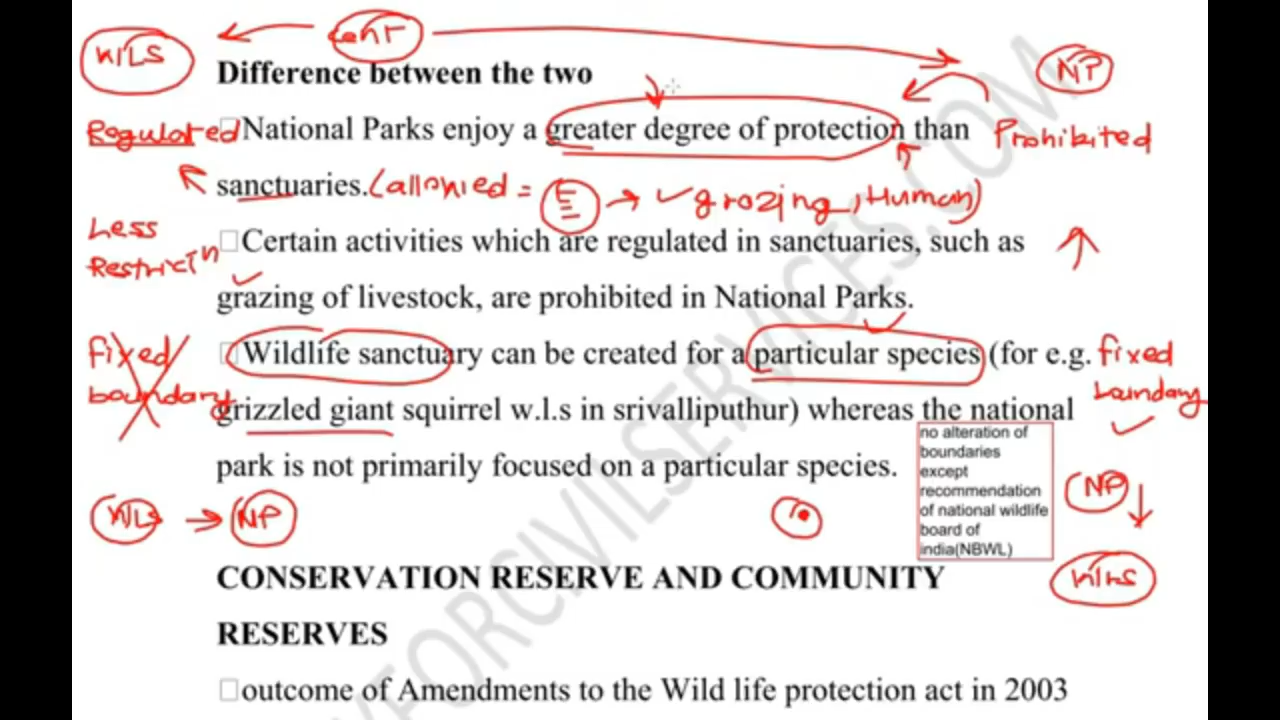 WLS
cent
NP
Difference between the two
Regulated
National Parks enjoy a greater degree of protection than
Prohibited
sanctuaries. (allowed = E → ✓ grazing, Human)
Less
Restrictn
Certain activities which are regulated in sanctuaries, such as
grazing of livestock, are prohibited in National Parks.
fixed
boundary
Wildlife sanctuary can be created for a particular species (for e.g.
fixed
boundary
grizzled giant squirrel w.l.s in srivalliputhur) whereas the national
park is not primarily focused on a particular species.
no alteration of
boundaries
except
recommendation
of national wildlife
board of
india(NBWL)
WLS → NP
NP
↓
WLS
CONSERVATION RESERVE AND COMMUNITY
RESERVES
outcome of Amendments to the Wild life protection act in 2003
FORCIVILSERVICES.COM